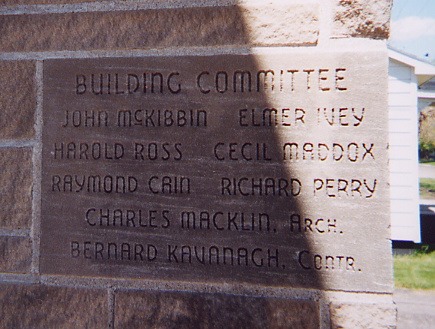 BUILDING COMMITTEE
JOHN McKIBBIN ELMER IVEY
HAROLD ROSS CECIL MADDOX
RAYMOND CAIN RICHARD PERRY
CHARLES MACKLIN, ARCH.
BERNARD KAVANAGH, CONTR.